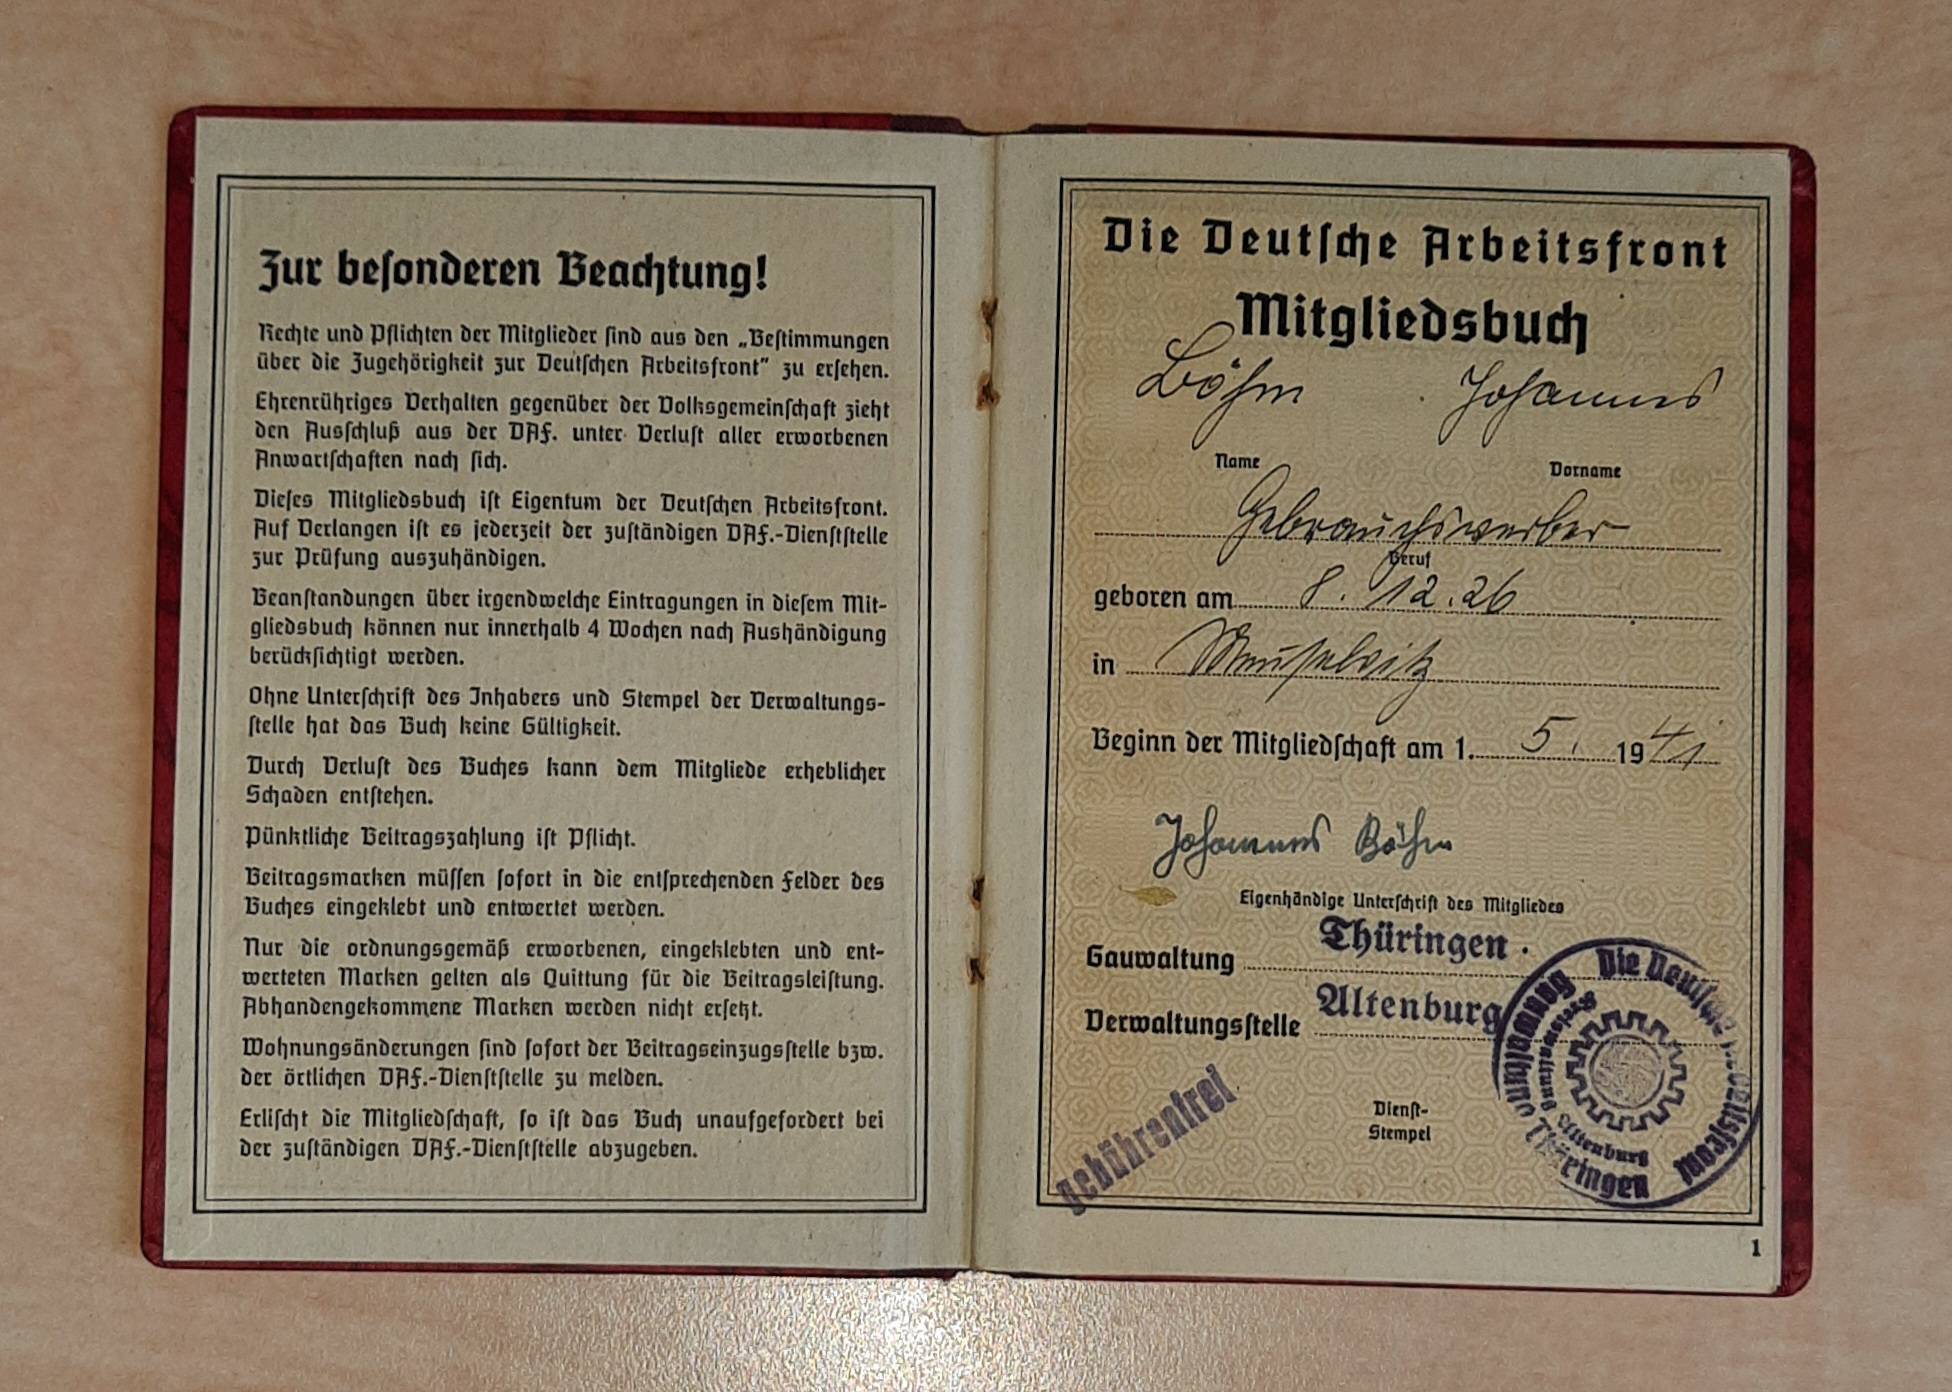 Zur besonderen Beachtung!
Rechte und Pflichten der Mitglieder sind aus den „Bestimmungen
über die Zugehörigkeit zur Deutschen Arbeitsfront" zu ersehen.
Ehrenrühriges Verhalten gegenüber der Volksgemeinschaft zieht
den Ausschluß aus der DAF. unter Verlust aller erworbenen
Anwartschaften nach sich.
Dieses Mitgliedsbuch ist Eigentum der Deutschen Arbeitsfront.
Auf Verlangen ist es jederzeit der zuständigen DAF.-Dienststelle
zur Prüfung auszuhändigen.
Beanstandungen über irgendwelche Eintragungen in diesem Mit-
gliedsbuch können nur innerhalb 4 Wochen nach Aushändigung
berücksichtigt werden.
Ohne Unterschrift des Inhabers und Stempel der Verwaltungs-
stelle hat das Buch keine Gültigkeit.
Durch Verlust des Buches kann dem Mitgliede erheblicher
Schaden entstehen.
Pünktliche Beitragszahlung ist Pflicht.
Beitragsmarken müssen sofort in die entsprechenden Felder des
Buches eingeklebt und entwertet werden.
Nur die ordnungsgemäß erworbenen, eingeklebten und ent-
werteten Marken gelten als Quittung für die Beitragsleistung.
Abhandengekommene Marken werden nicht ersetzt.
Wohnungsänderungen sind sofort der Beitragseinzugsstelle bzw.
der örtlichen DAF.-Dienststelle zu melden.
Erlischt die Mitgliedschaft, so ist das Buch unaufgefordert bei
der zuständigen DAF.-Dienststelle abzugeben.
Die Deutsche Arbeitsfront
Mitgliedsbuch
Böhm Johannes
Name Vorname
Gebrauchswerber
Beruf
geboren am 8. 12. 26
in Meuselwitz
Beginn der Mitgliedschaft am 1. 5. 1941
Johannes Böhm
Eigenhändige Unterschrift des Mitgliedes
Gauwaltung Thüringen.
Verwaltungsstelle Altenburg
gebührenfrei
Dienst-
Stempel
Die Deutsche Arbeitsfront
Gauwaltung Thüringen
Kreiswaltung Altenburg
1